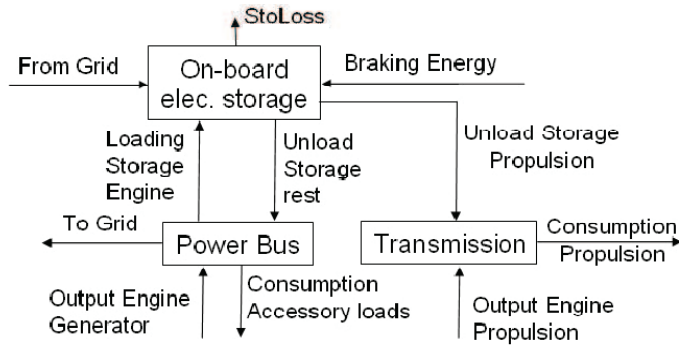 StoLoss
From Grid
On-board
elec. storage
Braking Energy
Loading
Storage
Engine
Unload
Storage
rest
Unload Storage
Propulsion
To Grid
Power Bus
Transmission
Consumption
Propulsion
Output Engine
Generator
Consumption
Accessory loads
Output Engine
Propulsion